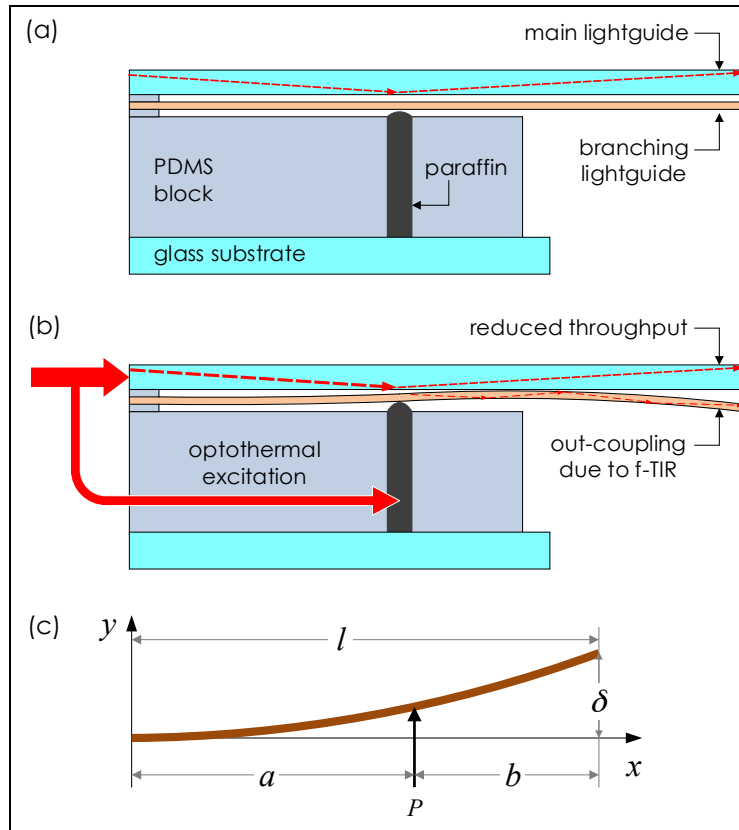 (a)
main lightguide
PDMS
block
paraffin
branching
lightguide
glass substrate
(b)
reduced throughput
optothermal
excitation
out-coupling
due to f-TIR
(c)
y
l
δ
a
b
x
P